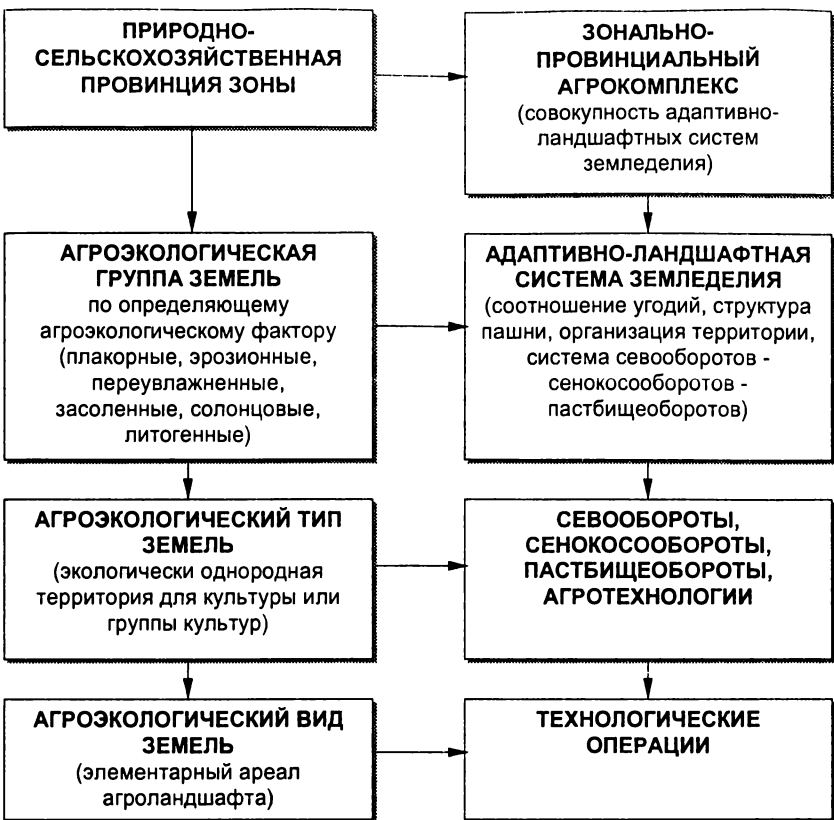 ПРИРОДНО-
СЕЛЬСКОХОЗЯЙСТВЕННАЯ
ПРОВИНЦИЯ ЗОНЫ
ЗОНАЛЬНО-
ПРОВИНЦИАЛЬНЫЙ
АГРОКОМПЛЕКС
(совокупность адаптивно-
ландшафтных систем
земледелия)
АГРОЭКОЛОГИЧЕСКАЯ
ГРУППА ЗЕМЕЛЬ
по определяющему
агроэкологическому фактору
(плакорные, эрозионные,
переувлажненные,
засоленные, солонцовые,
литогенные)
АДАПТИВНО-ЛАНДШАФТНАЯ
СИСТЕМА ЗЕМЛЕДЕЛИЯ
(соотношение угодий, структура
пашни, организация территории,
система севооборотов -
сенокосооборотов -
пастбищеоборотов)
АГРОЭКОЛОГИЧЕСКИЙ ТИП
ЗЕМЕЛЬ
(экологически однородная
территория для культуры или
группы культур)
СЕВООБОРОТЫ,
СЕНОКОСООБОРОТЫ,
ПАСТБИЩЕОБОРОТЫ,
АГРОТЕХНОЛОГИИ
АГРОЭКОЛОГИЧЕСКИЙ ВИД
ЗЕМЕЛЬ
(элементарный ареал
агроландшафта)
ТЕХНОЛОГИЧЕСКИЕ
ОПЕРАЦИИ